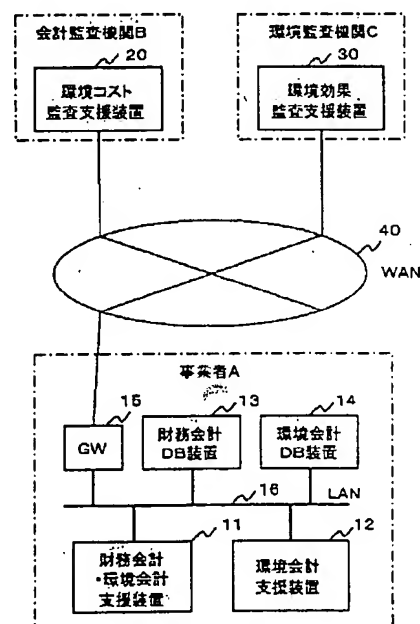 会計監査機関B
20
環境コスト
監査支援装置
環境監査機関C
30
環境効果
監査支援装置
40
WAN
事業者A
15
GW
13
財務会計
DB装置
14
環境会計
DB装置
16
LAN
11
財務会計
・環境会計
支援装置
12
環境会計
支援装置